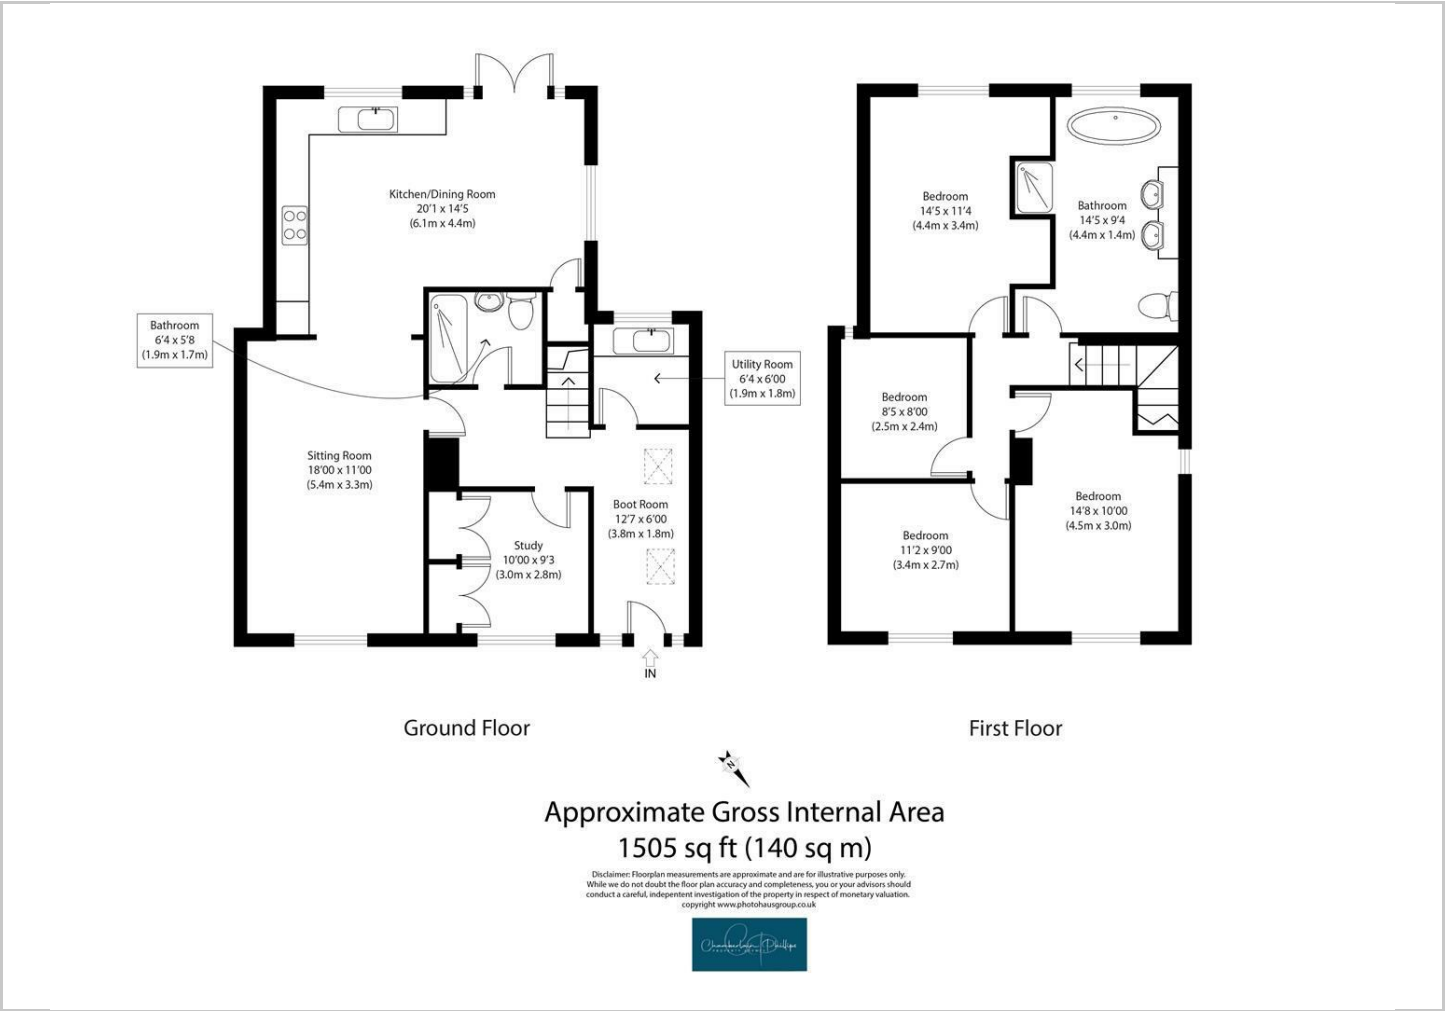 Kitchen/Dining Room
20'1 x 14'5
(6.1m x 4.4m)
Bathroom
6'4 x 5'8
(1.9m x 1.7m)
Utility Room
6'4 x 6'00
(1.9m x 1.8m)
Sitting Room
18'00 x 11'00
(5.4m x 3.3m)
Boot Room
12'7 x 6'00
(3.8m x 1.8m)
Study
10'00 x 9'3
(3.0m x 2.8m)
IN
Ground Floor
Bedroom
14'5 x 11'4
(4.4m x 3.4m)
Bathroom
14'5 x 9'4
(4.4m x 1.4m)
Bedroom
8'5 x 8'00
(2.5m x 2.4m)
Bedroom
14'8 x 10'00
(4.5m x 3.0m)
Bedroom
11'2 x 9'00
(3.4m x 2.7m)
First Floor
N
Approximate Gross Internal Area
1505 sq ft (140 sq m)
Disclaimer: Floorplan measurements are approximate and are for illustrative purposes only.
While we do not doubt the floor plan accuracy and completeness, you or your advisors should
conduct a careful, indepentent investigation of the property in respect of monetary valuation.
copyright www.photohausgroup.co.uk
Chamberlain Phillips